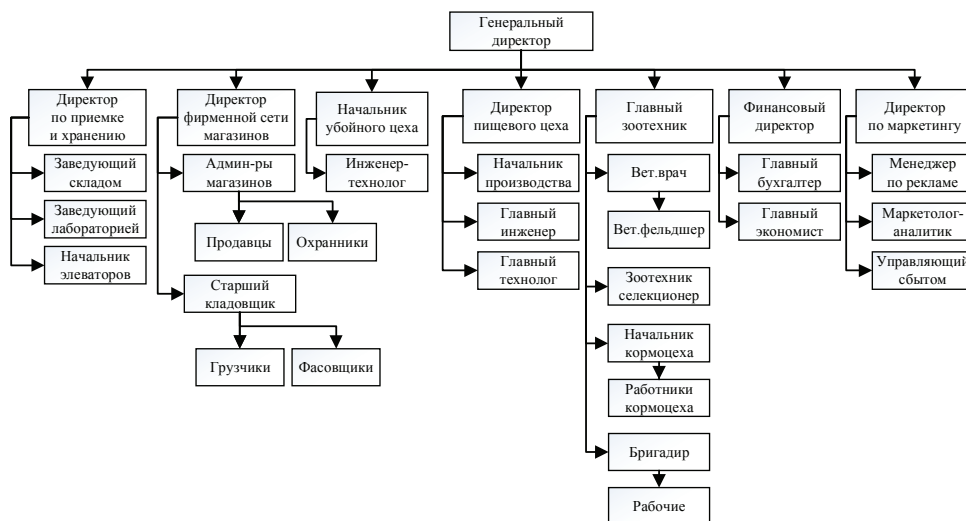 Генеральный
директор
Директор
по приемке
и хранению
Заведующий
складом
Заведующий
лабораторией
Начальник
элеваторов
Директор
фирменной сети
магазинов
Админ-ры
магазинов
Продавцы
Охранники
Старший
кладовщик
Грузчики
Фасовщики
Начальник
убойного цеха
Инженер-
технолог
Директор
пищевого цеха
Начальник
производства
Главный
инженер
Главный
технолог
Главный
зоотехник
Вет.врач
Вет.фельдшер
Зоотехник
селекционер
Начальник
кормоцеха
Работники
кормоцеха
Бригадир
Рабочие
Финансовый
директор
Главный
бухгалтер
Главный
экономист
Директор
по маркетингу
Менеджер
по рекламе
Маркетолог-
аналитик
Управляющий
сбытом